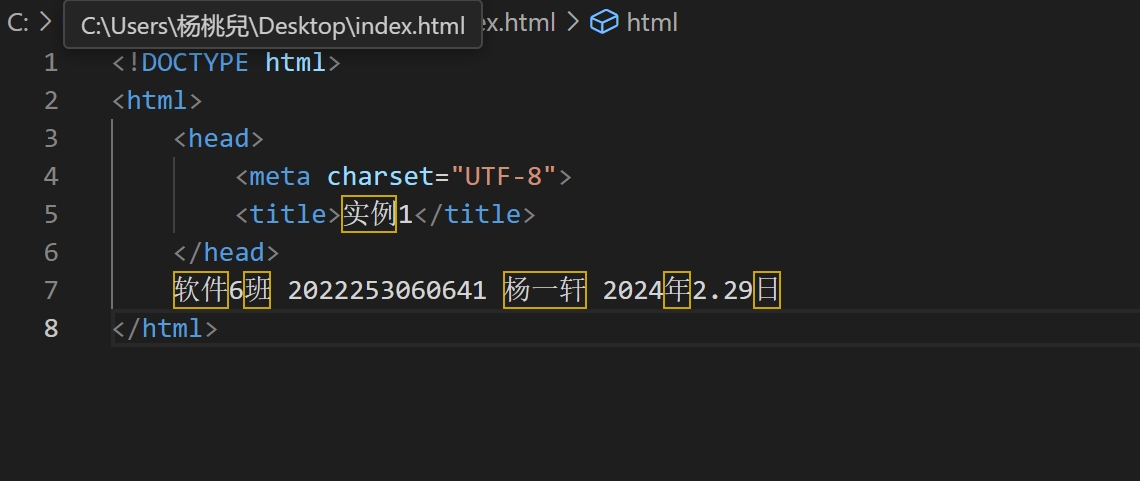 C: > C:\Users\杨桃兒\Desktop\index.html ex.html > html
1 <!DOCTYPE html>
2 <html>
3 <head>
4 <meta charset="UTF-8">
5 <title>实例1</title>
6 </head>
7 软件6班 2022253060641 杨一轩 2024年2.29日
8 </html>